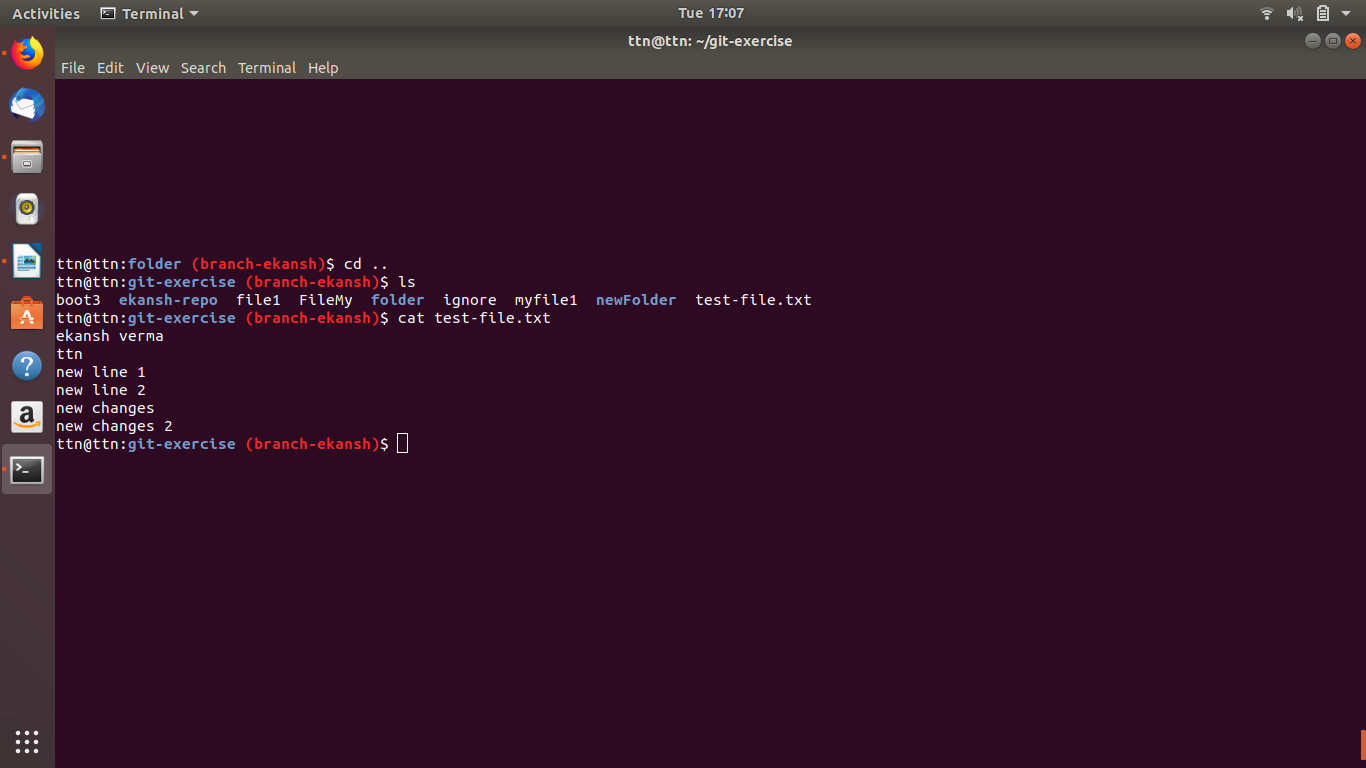 Activities Terminal Tue 17:07
ttn@ttn: ~/git-exercise
File Edit View Search Terminal Help
ttn@ttn:folder (branch-ekansh)$ cd ..
ttn@ttn:git-exercise (branch-ekansh)$ ls
boot3  ekansh-repo  file1  FileMy  folder  ignore  myfile1  newFolder  test-file.txt
ttn@ttn:git-exercise (branch-ekansh)$ cat test-file.txt
ekansh verma
ttn
new line 1
new line 2
new changes
new changes 2
ttn@ttn:git-exercise (branch-ekansh)$